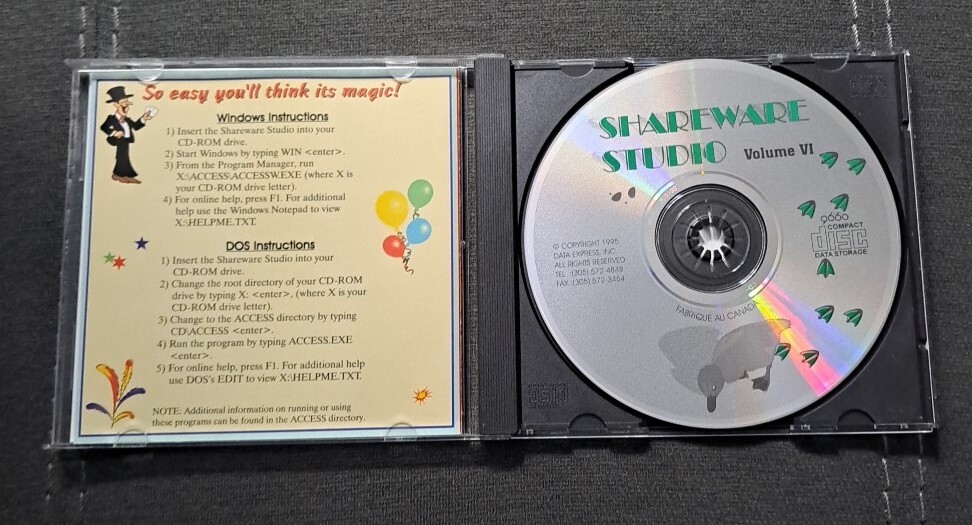 So easy you'll think its magic!
Windows Instructions
1) Insert the Shareware Studio into your
CD-ROM drive.
2) Start Windows by typing WIN <enter>.
3) From the Program Manager, run
X:\ACCESS\ACCESSW.EXE (where X is
your CD-ROM drive letter).
4) For online help, press F1. For additional
help use the Windows Notepad to view
X:\HELPME.TXT.
DOS Instructions
1) Insert the Shareware Studio into your
CD-ROM drive.
2) Change the root directory of your CD-ROM
drive by typing X: <enter>, (where X is your
CD-ROM drive letter).
3) Change to the ACCESS directory by typing
CD\ACCESS <enter>.
4) Run the program by typing ACCESS.EXE
<enter>.
5) For online help, press F1. For additional help
use DOS's EDIT to view X:\HELPME.TXT.
NOTE: Additional information on running or using
these programs can be found in the ACCESS directory.
SHAREWARE
STUDIO Volume VI
9660
COMPACT
disc
DATA STORAGE
© COPYRIGHT 1995
DATA EXPRESS, INC.
ALL RIGHTS RESERVED
TEL.:(305) 572-4848
FAX.:(305) 572-3454
FABRIQUÉ AU CANADA